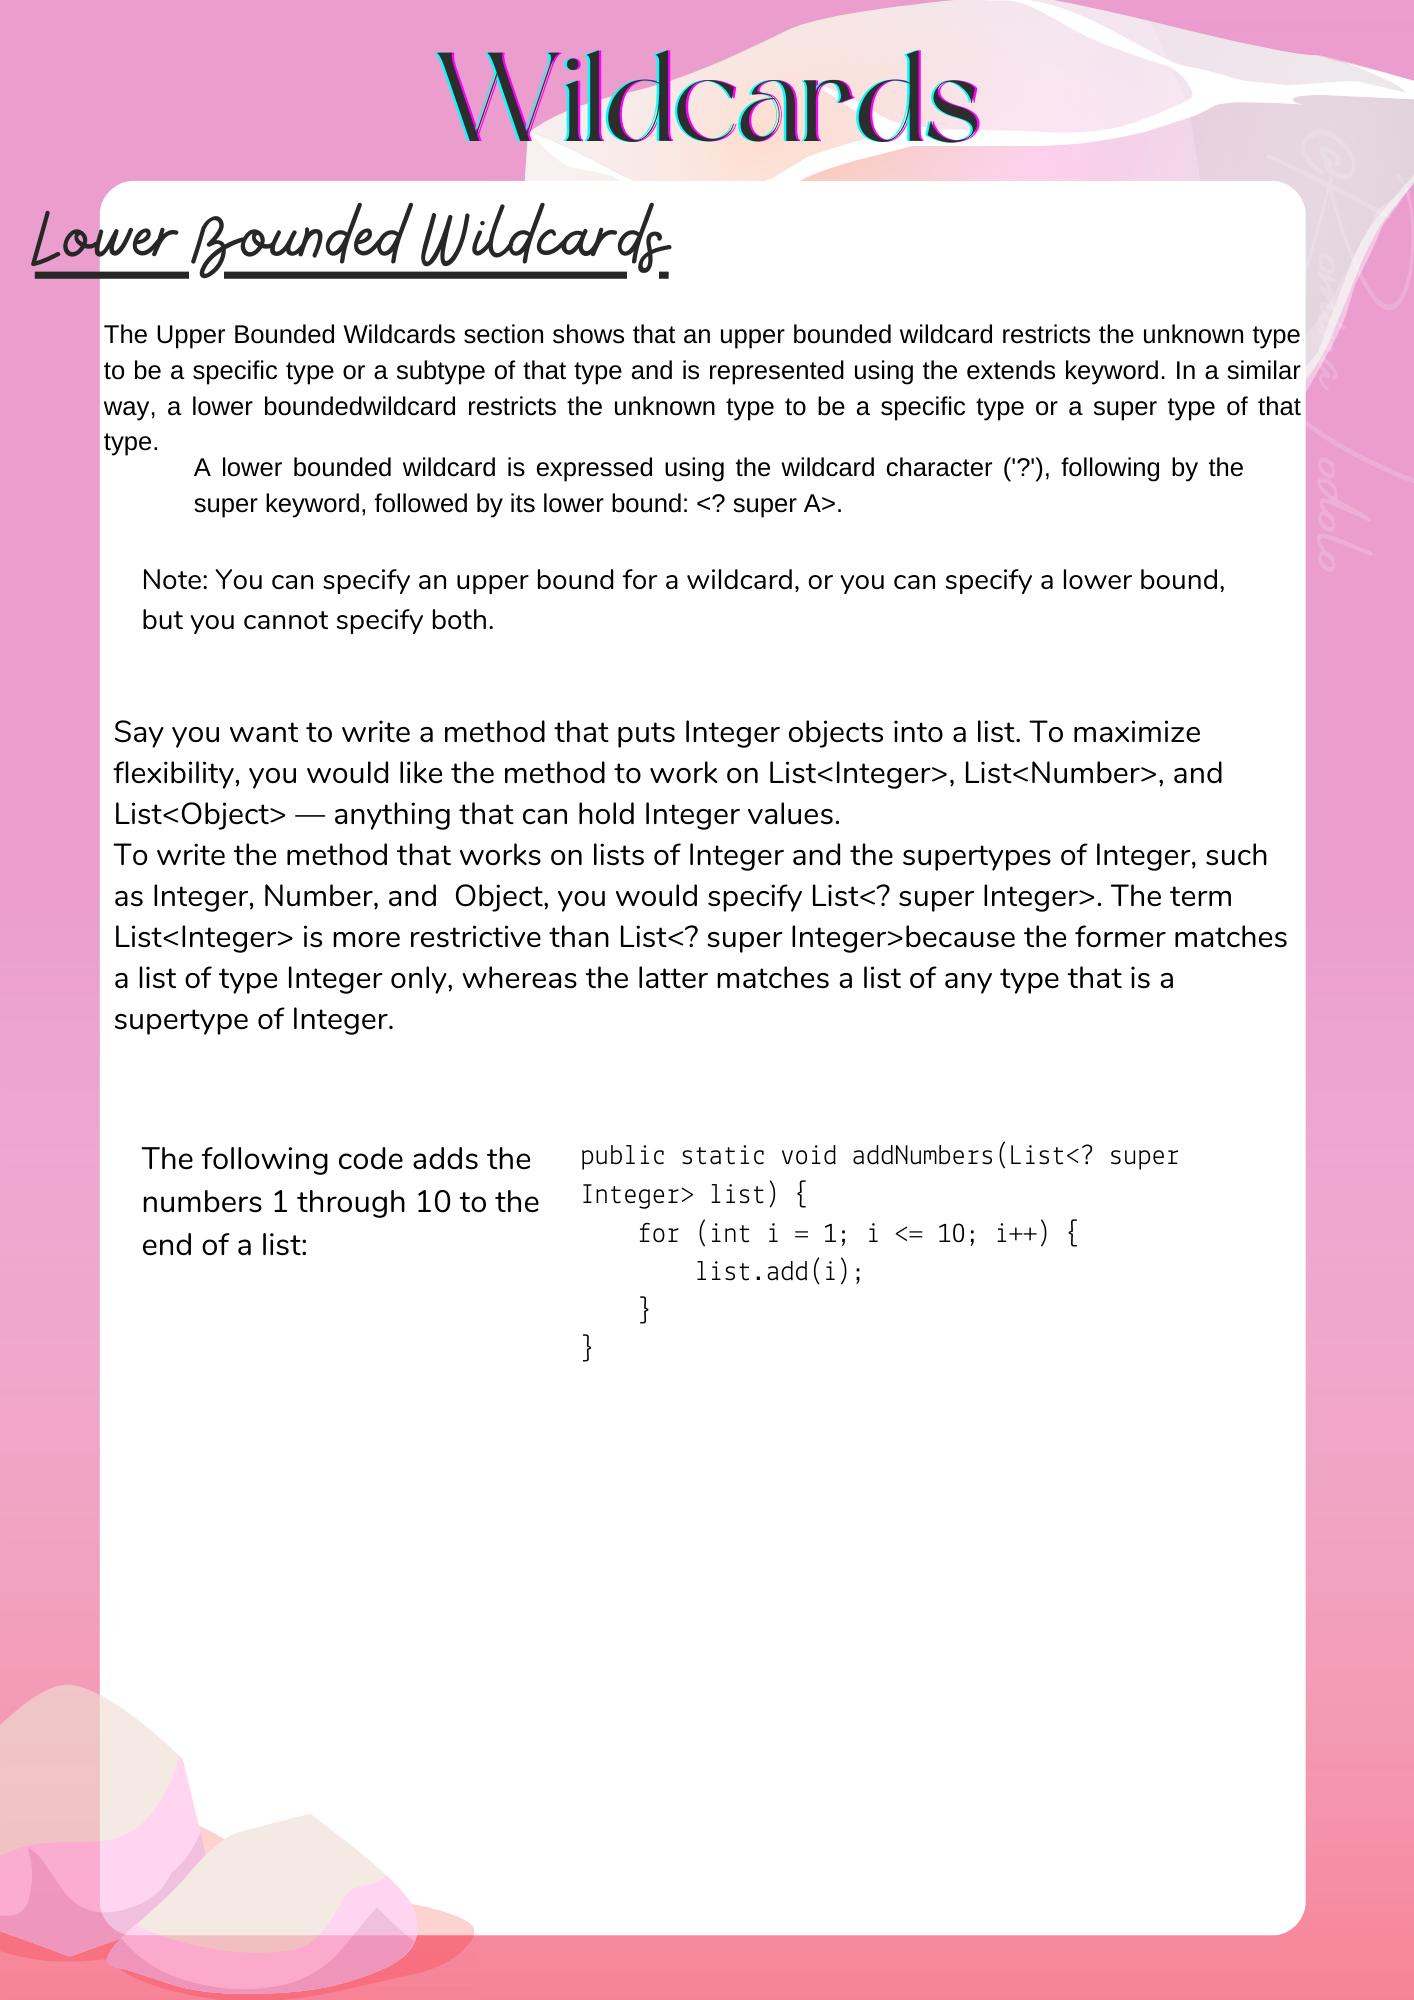 Wildcards
Lower Bounded Wildcards
The Upper Bounded Wildcards section shows that an upper bounded wildcard restricts the unknown type
to be a specific type or a subtype of that type and is represented using the extends keyword. In a similar
way, a lower boundedwildcard restricts the unknown type to be a specific type or a super type of that
type.
A lower bounded wildcard is expressed using the wildcard character ('?'), following by the
super keyword, followed by its lower bound: <? super A>.
Note: You can specify an upper bound for a wildcard, or you can specify a lower bound,
but you cannot specify both.
Say you want to write a method that puts Integer objects into a list. To maximize
flexibility, you would like the method to work on List<Integer>, List<Number>, and
List<Object> — anything that can hold Integer values.
To write the method that works on lists of Integer and the supertypes of Integer, such
as Integer, Number, and  Object, you would specify List<? super Integer>. The term
List<Integer> is more restrictive than List<? super Integer>because the former matches
a list of type Integer only, whereas the latter matches a list of any type that is a
supertype of Integer.
The following code adds the
numbers 1 through 10 to the
end of a list:
public static void addNumbers(List<? super
Integer> list) {
    for (int i = 1; i <= 10; i++) {
        list.add(i);
    }
}